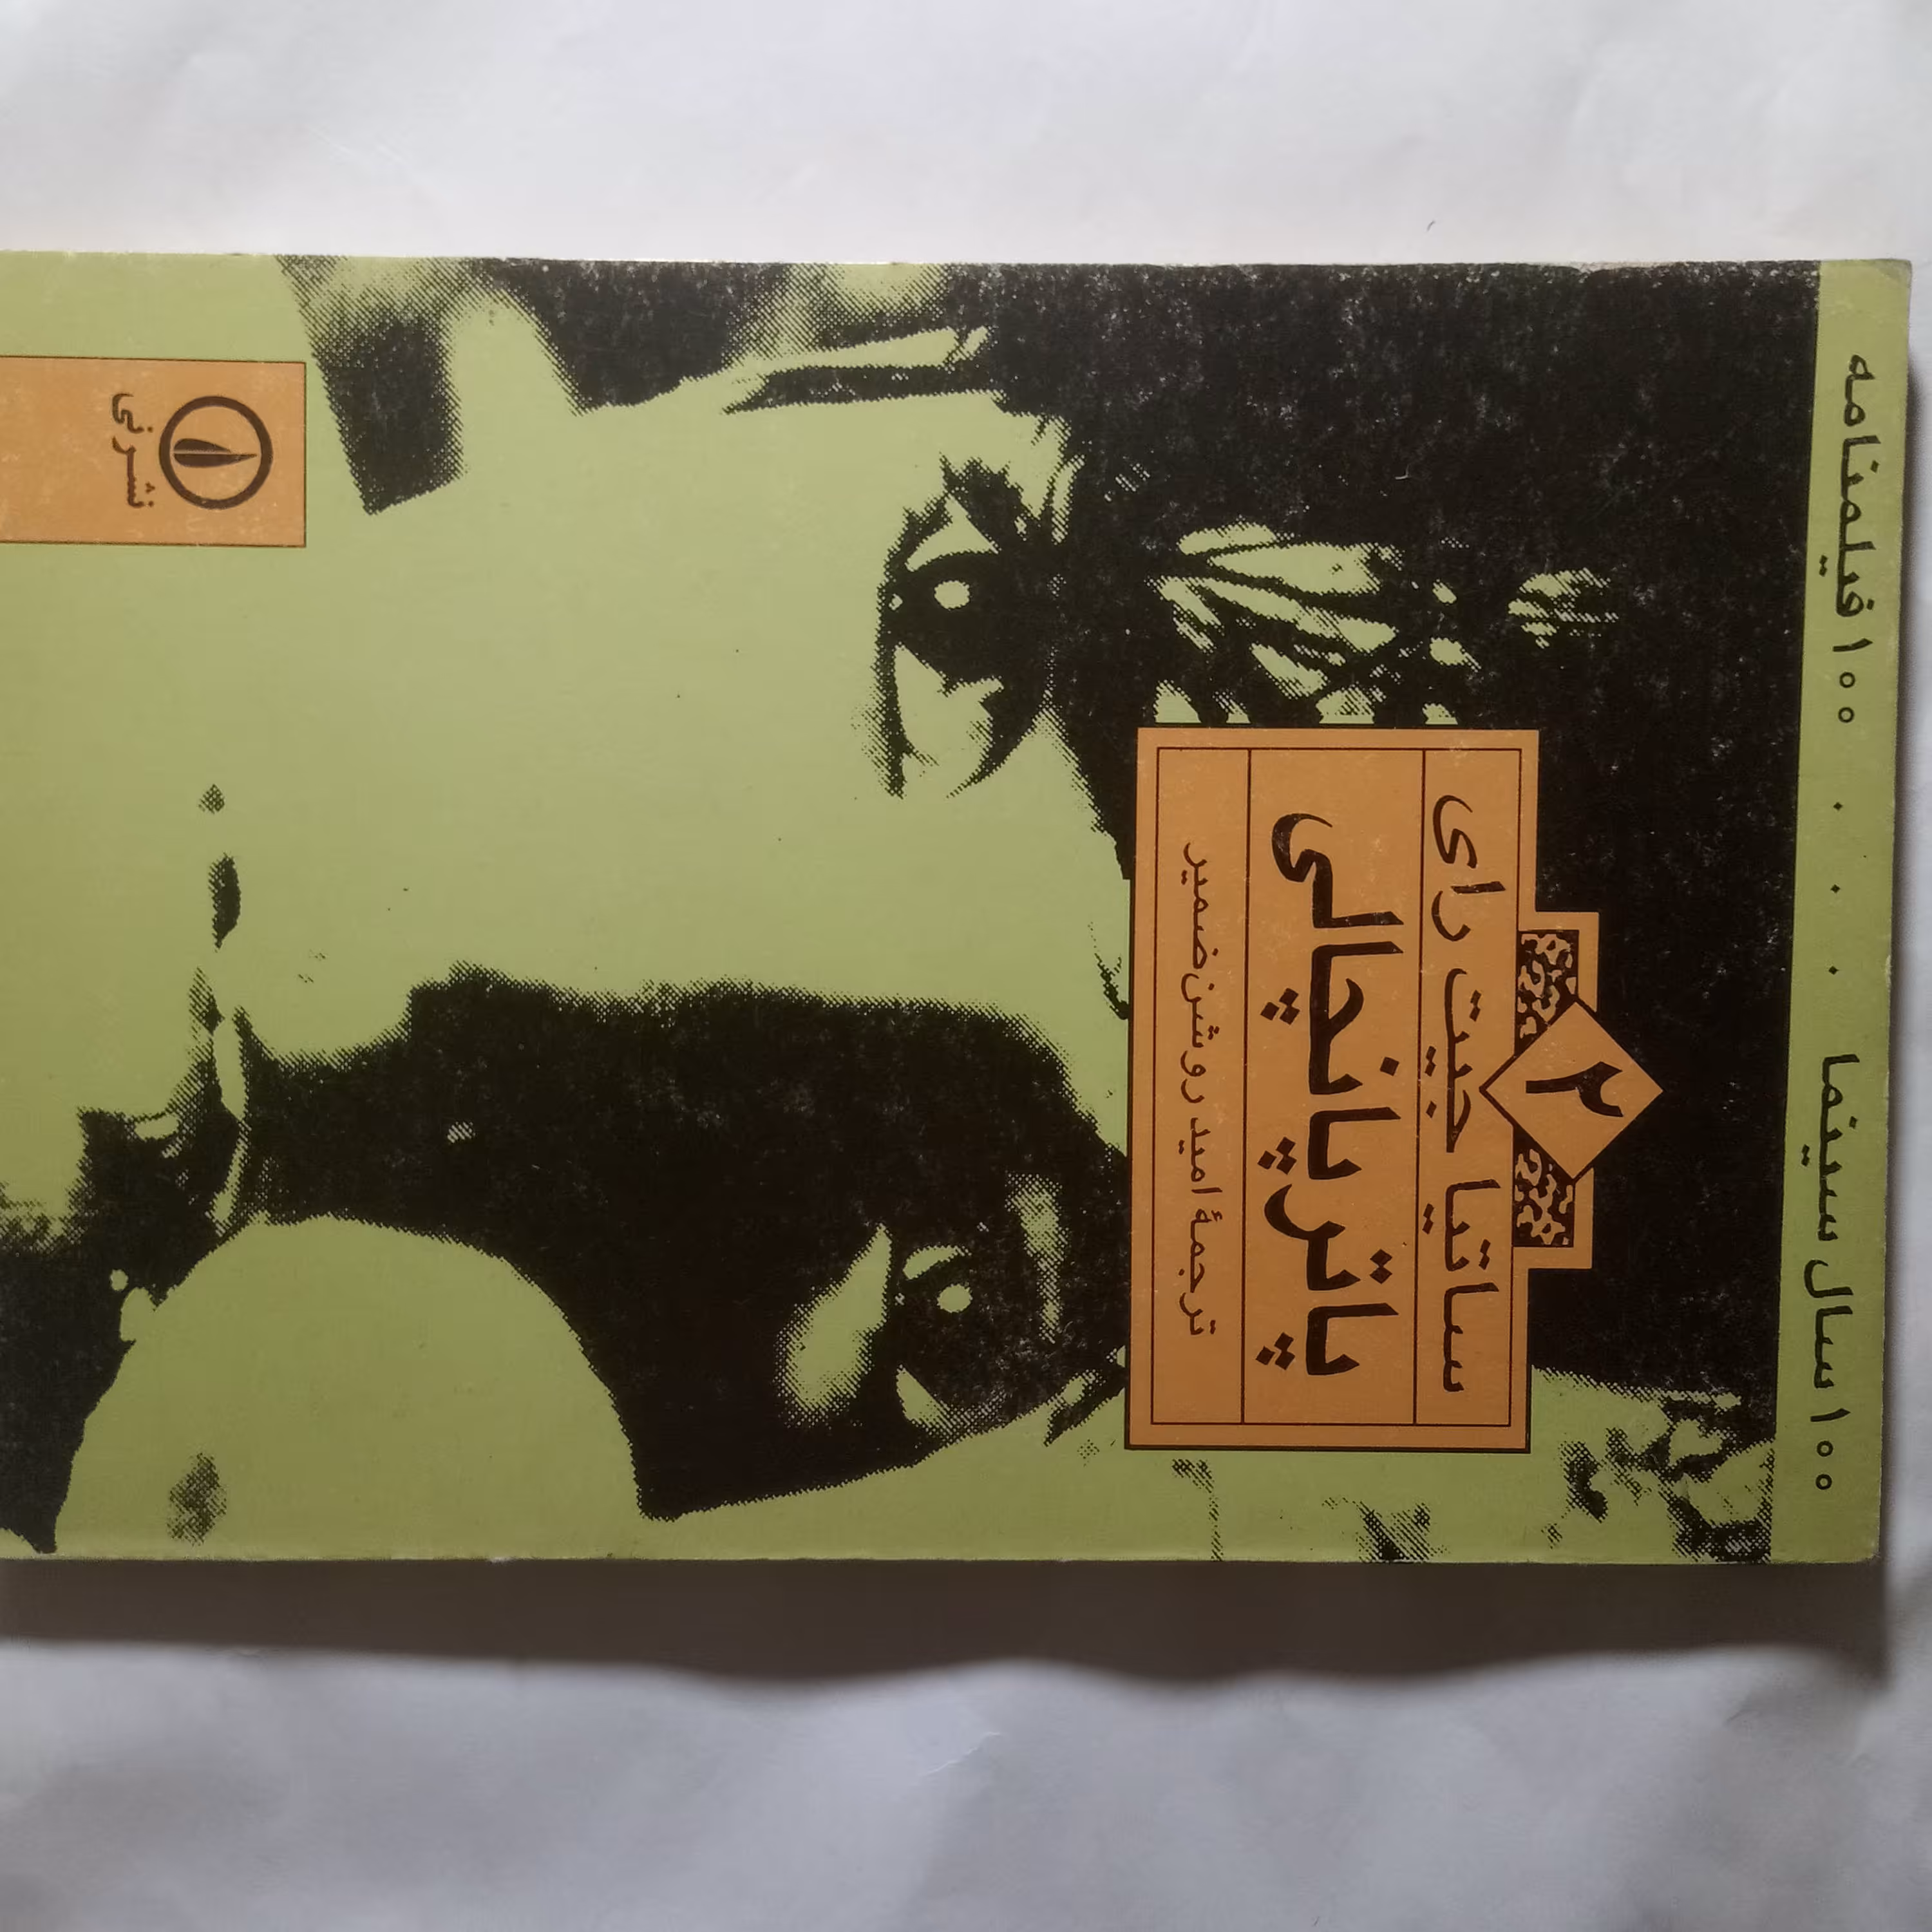 ۱۰۰ سال سینما . . . ۱۰۰ فیلمنامه
۲
ساتیا جیت رای
پاتر پانچالی
ترجمهٔ امید روشن‌ضمیر
نشر نی